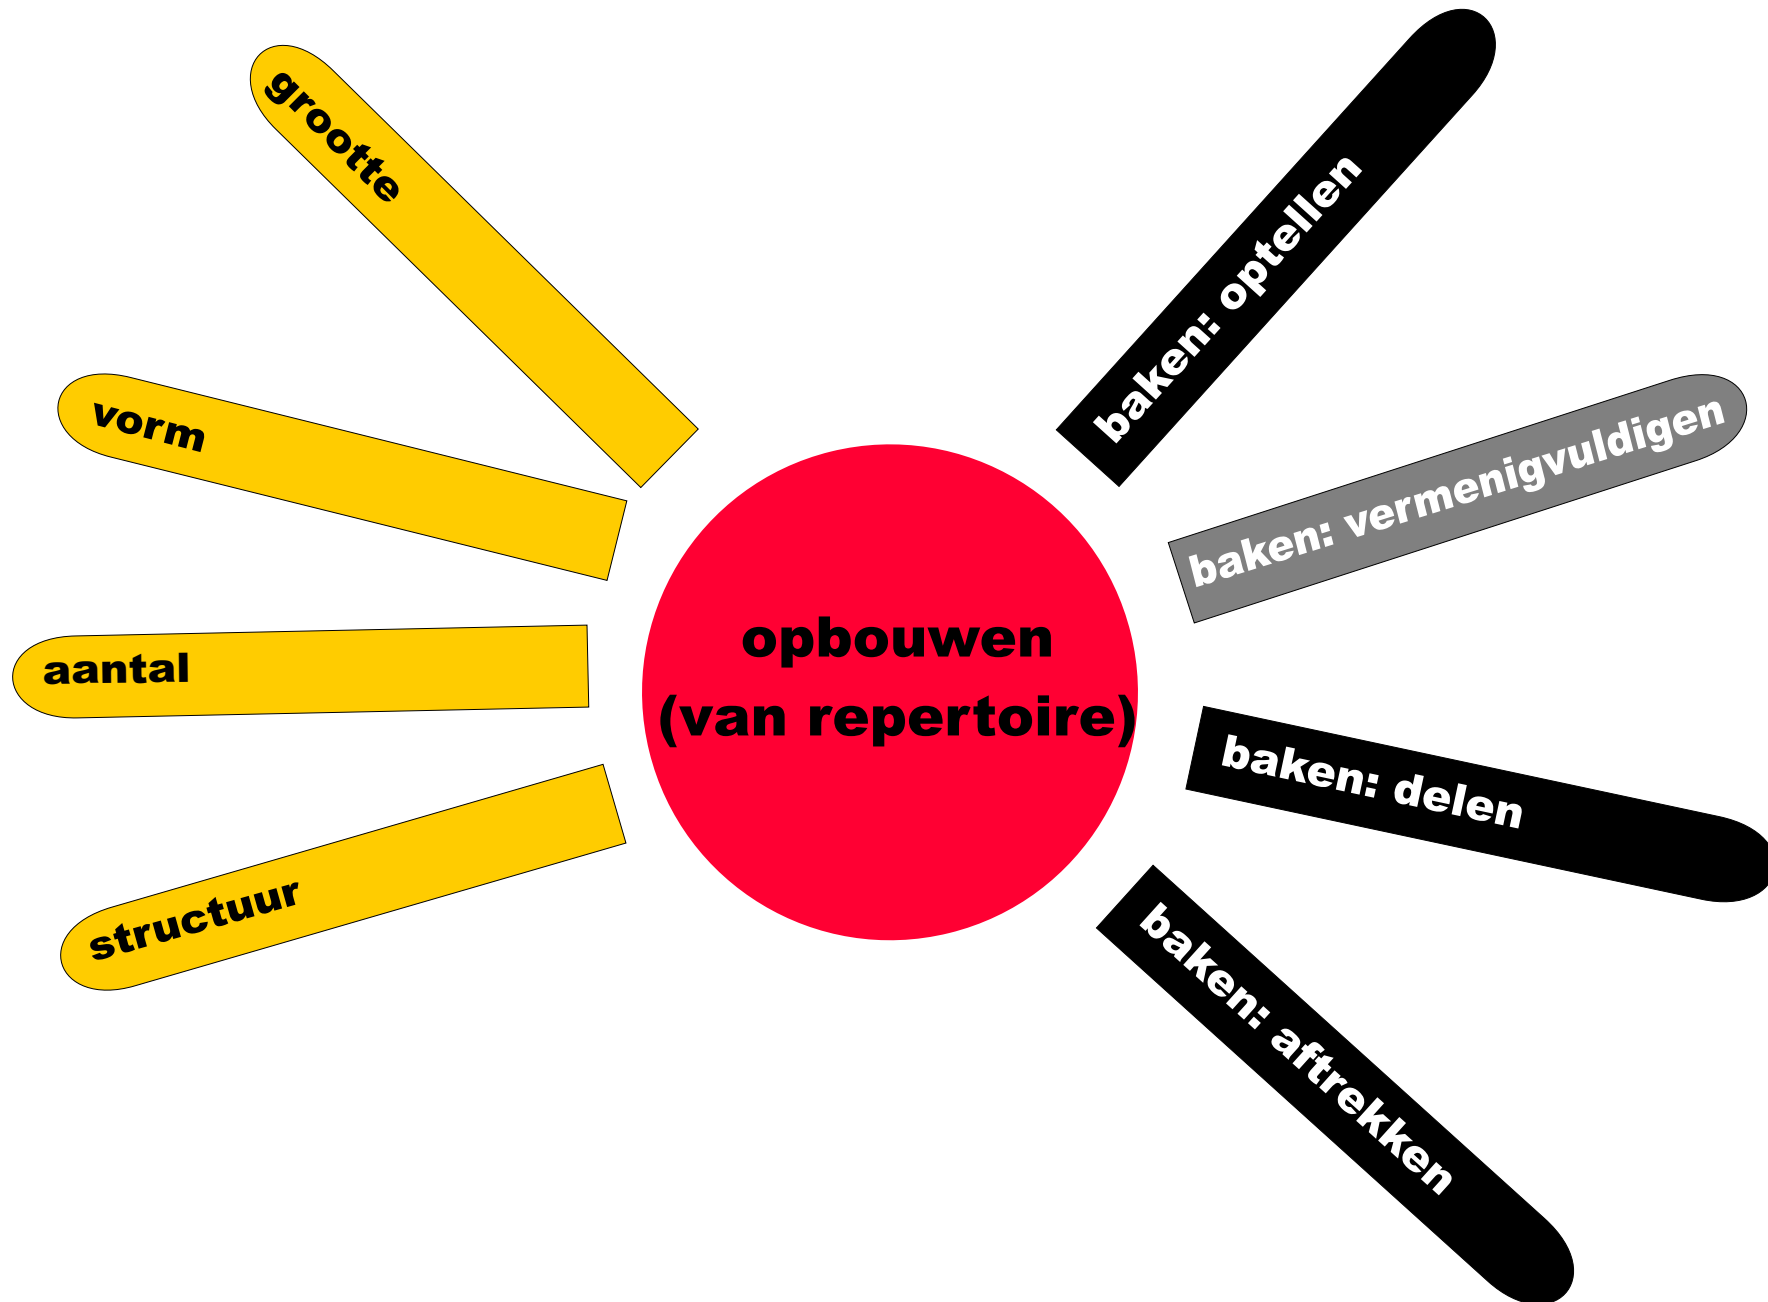 grootte
vorm
aantal
structuur
opbouwen
(van repertoire)
baken: optellen
baken: vermenigvuldigen
baken: delen
baken: aftrekken